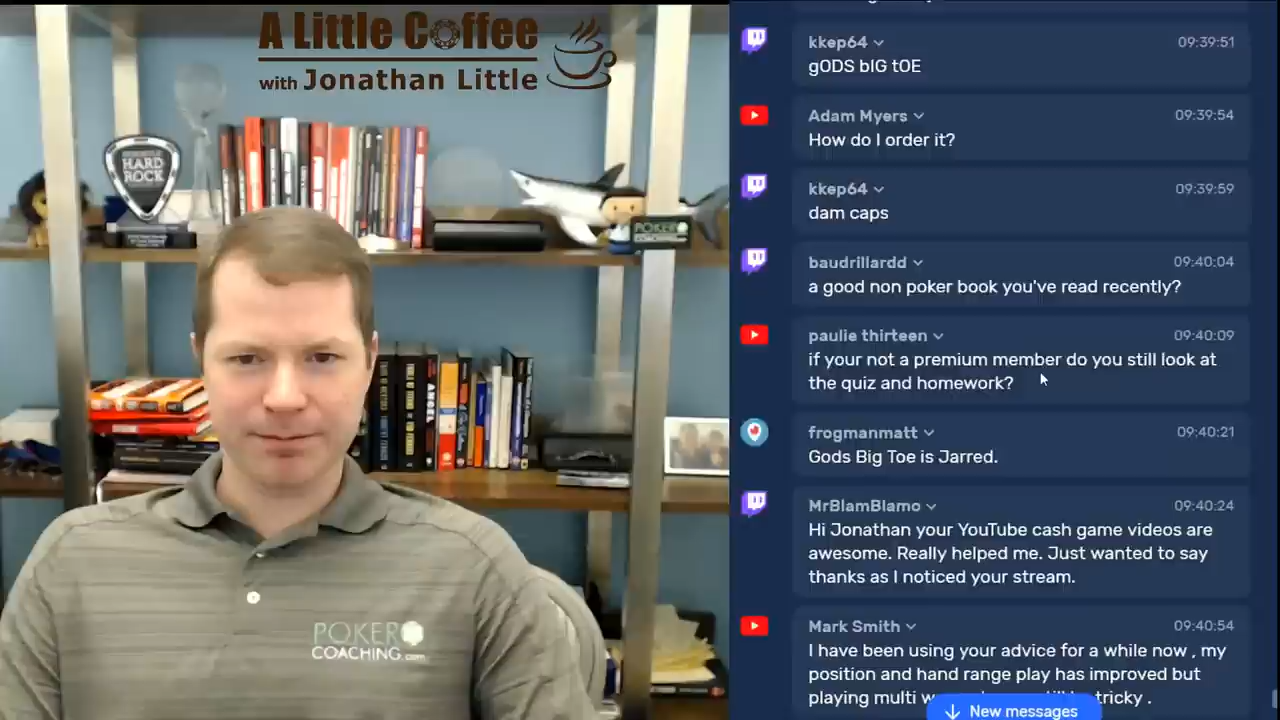 A Little Coffee
with Jonathan Little
HARD
ROCK
POKER
COACHING
ANGEL
POKER
COACHING.com
kkep64 09:39:51
gODS bIG tOE
Adam Myers 09:39:54
How do I order it?
kkep64 09:39:59
dam caps
baudrillardd 09:40:04
a good non poker book you've read recently?
paulie thirteen 09:40:09
if your not a premium member do you still look at
the quiz and homework?
frogmanmatt 09:40:21
Gods Big Toe is Jarred.
MrBlamBlamo 09:40:24
Hi Jonathan your YouTube cash game videos are
awesome. Really helped me. Just wanted to say
thanks as I noticed your stream.
Mark Smith 09:40:54
I have been using your advice for a while now , my
position and hand range play has improved but
playing multi tricky .
New messages